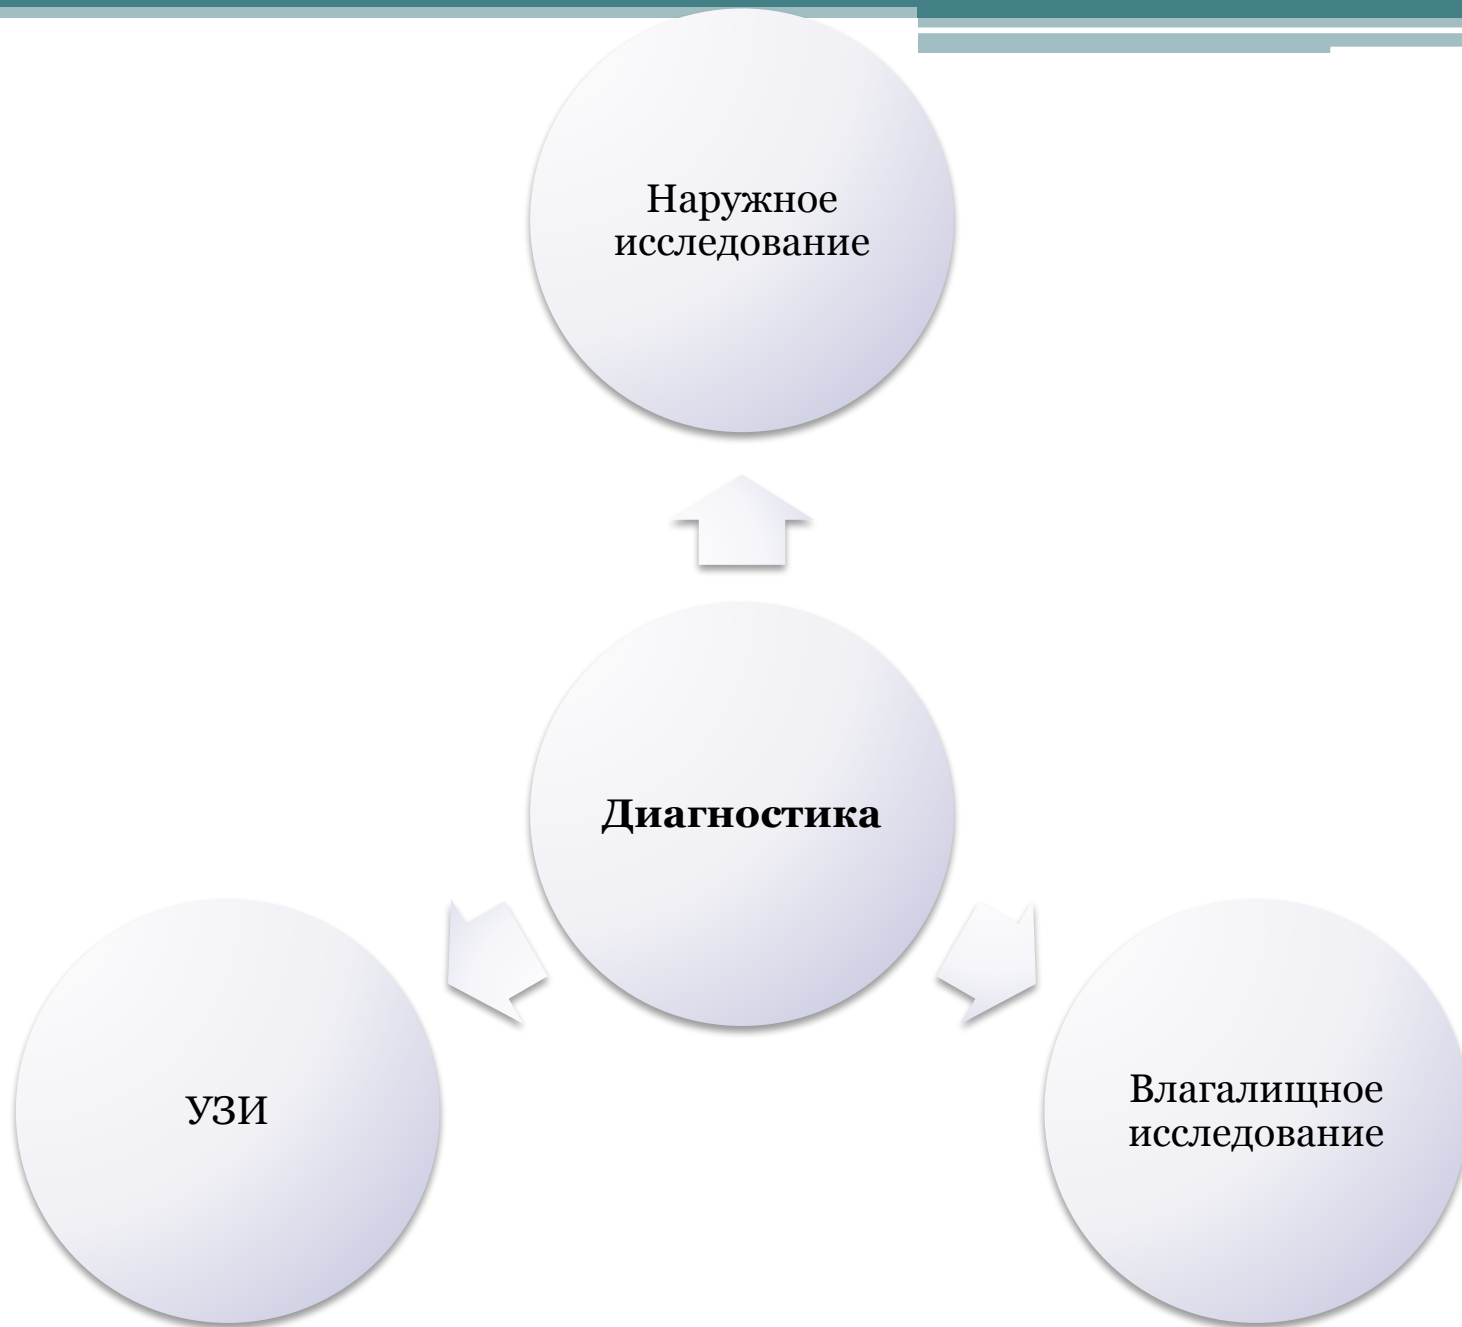 Наружное
исследование
Диагностика
УЗИ
Влагалищное
исследование